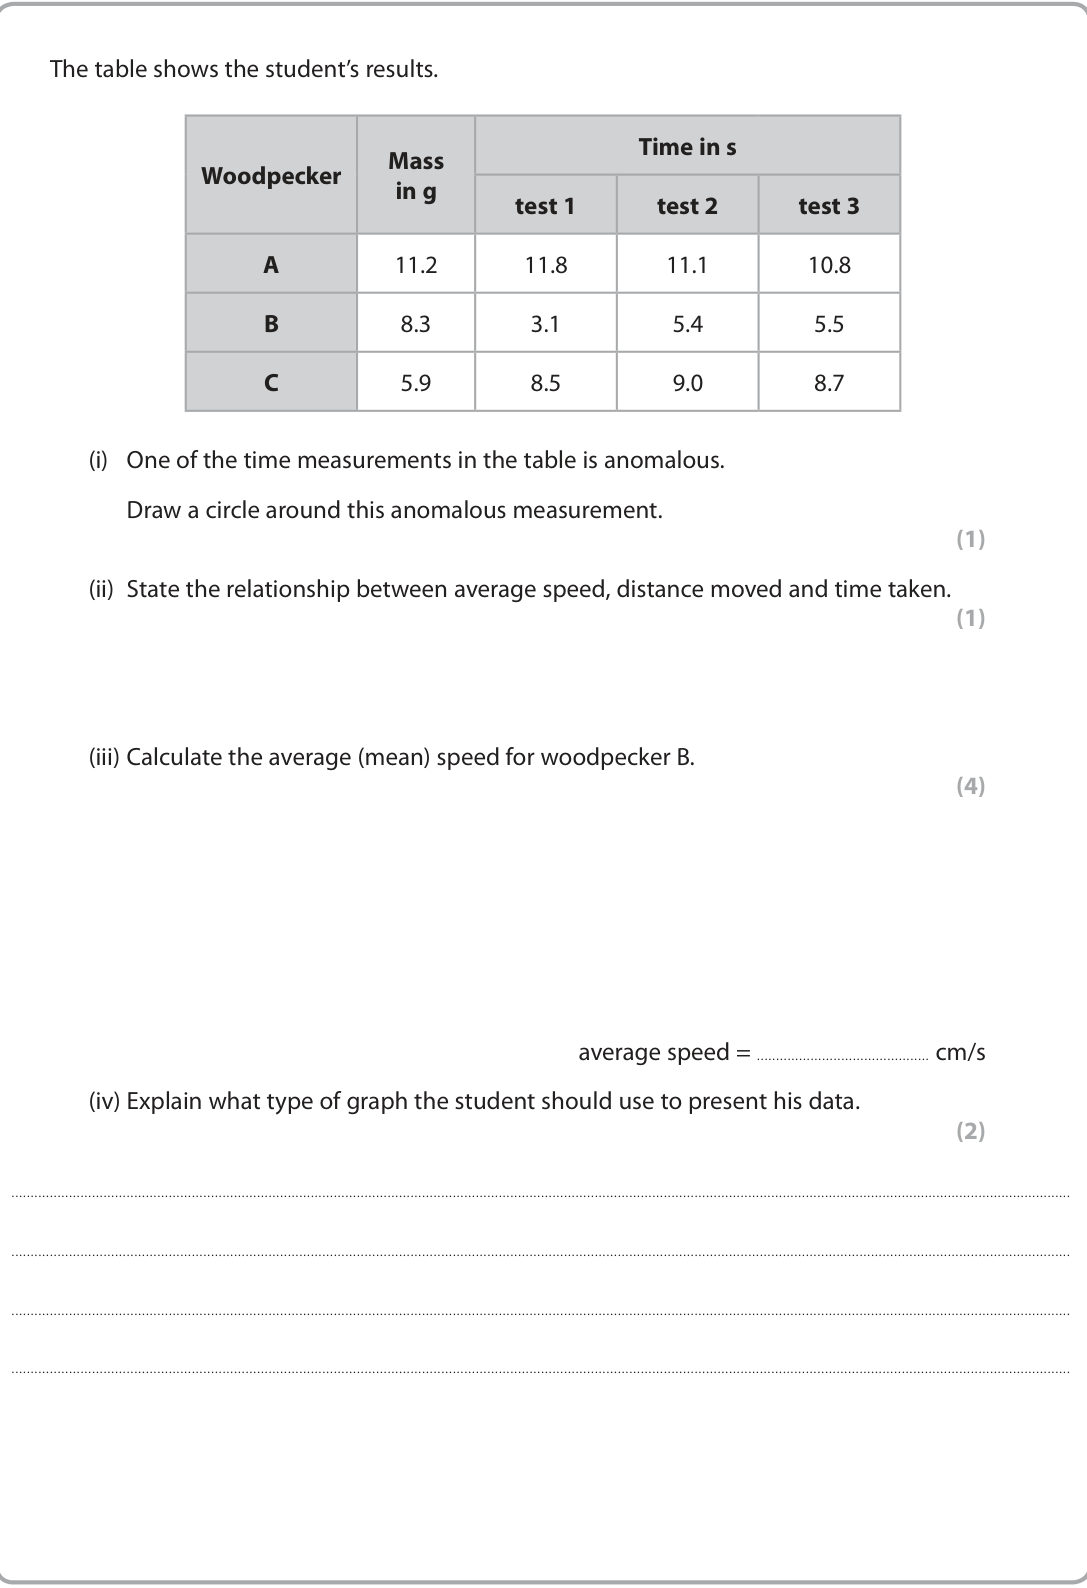 The table shows the student's results.
Woodpecker Mass in g Time in s
test 1 test 2 test 3
A 11.2 11.8 11.1 10.8
B 8.3 3.1 5.4 5.5
C 5.9 8.5 9.0 8.7
(i) One of the time measurements in the table is anomalous.
Draw a circle around this anomalous measurement.
(1)
(ii) State the relationship between average speed, distance moved and time taken.
(1)
(iii) Calculate the average (mean) speed for woodpecker B.
(4)
average speed = ............................................ cm/s
(iv) Explain what type of graph the student should use to present his data.
(2)